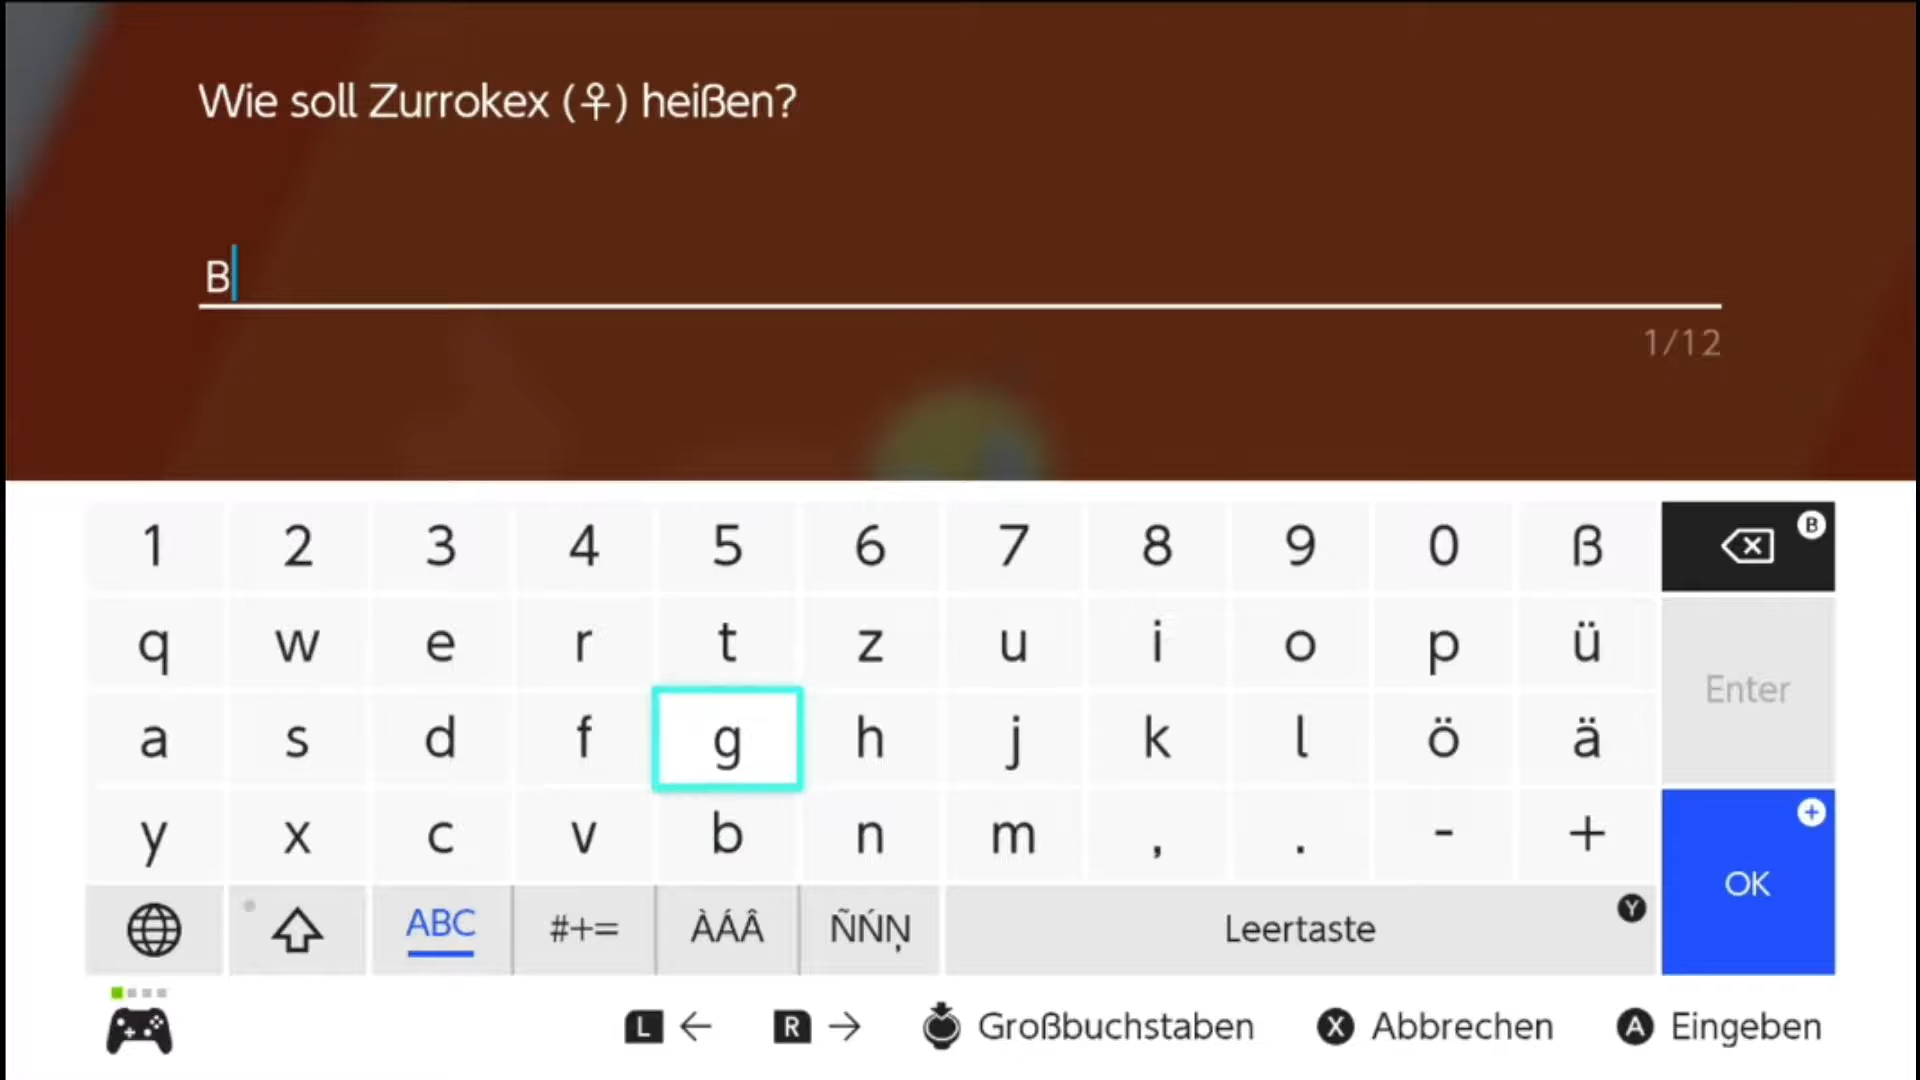 Wie soll Zurrokex (♀) heißen?
B
1/12
1 2 3 4 5 6 7 8 9 0 ß B
q w e r t z u i o p ü
Enter
a s d f g h j k l ö ä
y x c v b n m , . - +
OK +
ABC #+= ÀÁÂ ÑŃŅ Leertaste Y
L ← R → Großbuchstaben X Abbrechen A Eingeben